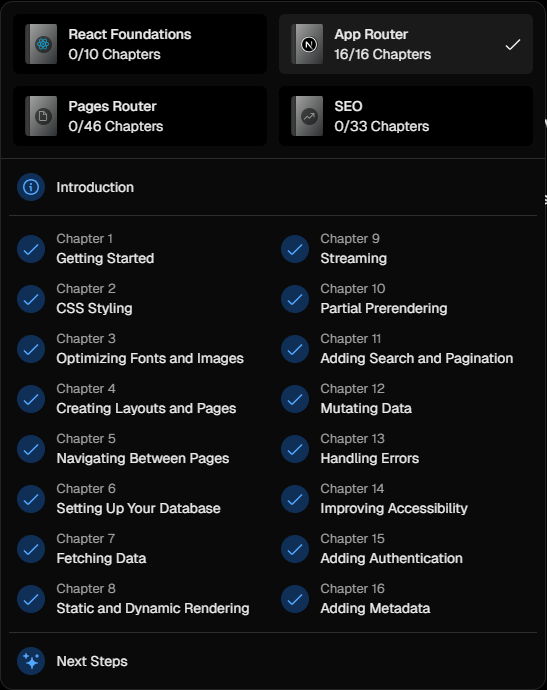 React Foundations
0/10 Chapters
App Router
16/16 Chapters
Pages Router
0/46 Chapters
SEO
0/33 Chapters
Introduction
Chapter 1
Getting Started
Chapter 2
CSS Styling
Chapter 3
Optimizing Fonts and Images
Chapter 4
Creating Layouts and Pages
Chapter 5
Navigating Between Pages
Chapter 6
Setting Up Your Database
Chapter 7
Fetching Data
Chapter 8
Static and Dynamic Rendering
Chapter 9
Streaming
Chapter 10
Partial Prerendering
Chapter 11
Adding Search and Pagination
Chapter 12
Mutating Data
Chapter 13
Handling Errors
Chapter 14
Improving Accessibility
Chapter 15
Adding Authentication
Chapter 16
Adding Metadata
Next Steps